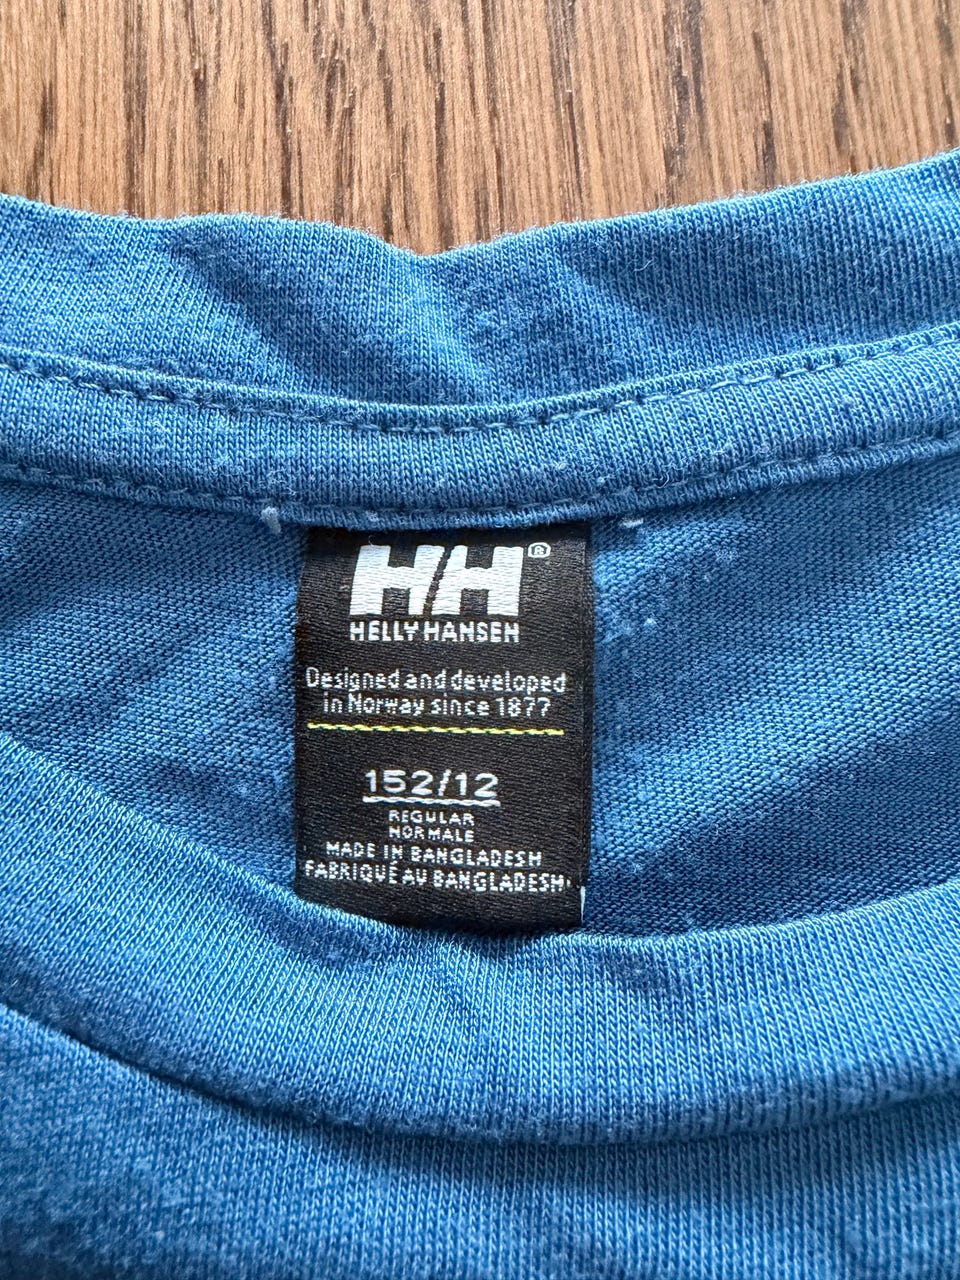 HH®
HELLY HANSEN
Designed and developed
in Norway since 1877
152/12
REGULAR
NORMALE
MADE IN BANGLADESH
FABRIQUÉ AU BANGLADESH